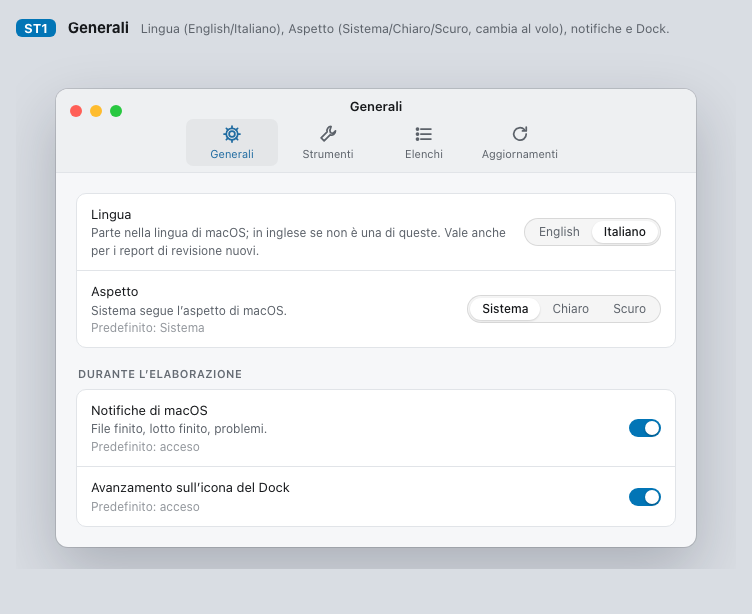 ST1 Generali Lingua (English/Italiano), Aspetto (Sistema/Chiaro/Scuro, cambia al volo), notifiche e Dock.
Generali
Generali Strumenti Elenchi Aggiornamenti
Lingua
Parte nella lingua di macOS; in inglese se non è una di queste. Vale anche
per i report di revisione nuovi.
English Italiano
Aspetto
Sistema segue l'aspetto di macOS.
Predefinito: Sistema
Sistema Chiaro Scuro
DURANTE L'ELABORAZIONE
Notifiche di macOS
File finito, lotto finito, problemi.
Predefinito: acceso
Avanzamento sull'icona del Dock
Predefinito: acceso